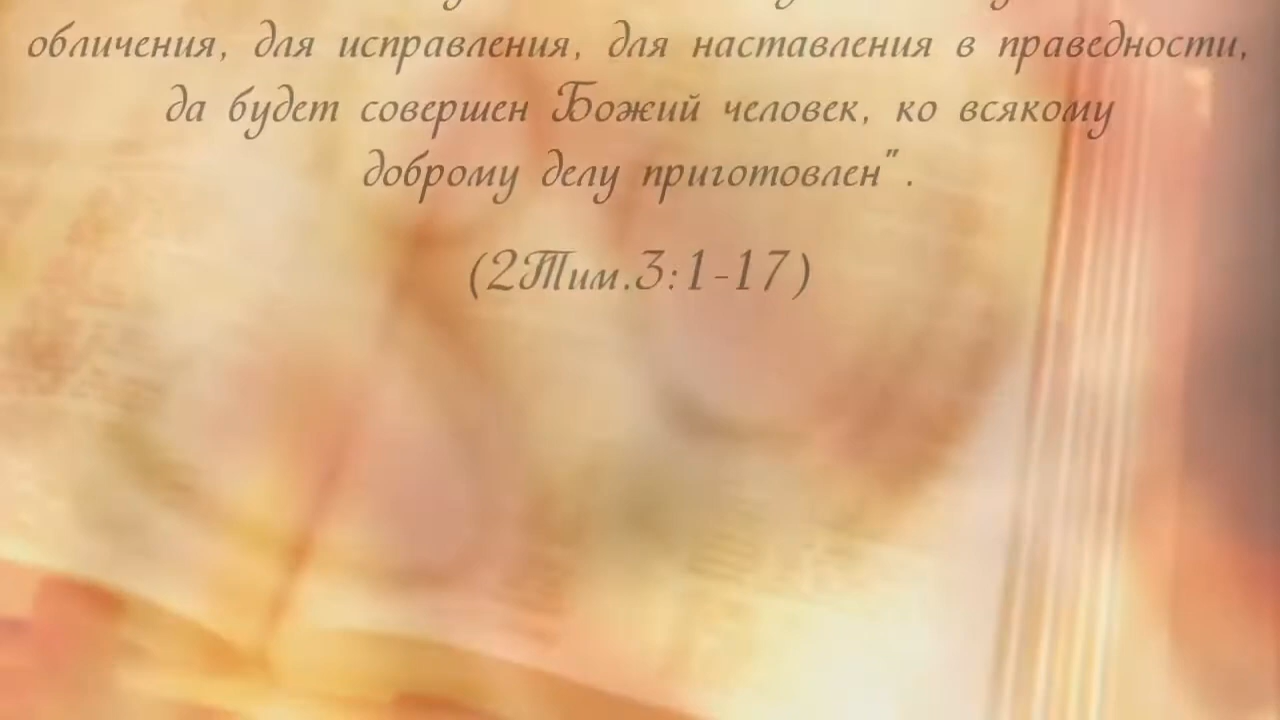 обличения, для исправления, для наставления в праведности,
да будет совершен Божий человек, ко всякому
доброму делу приготовлен".
(2Тим.3:1-17)